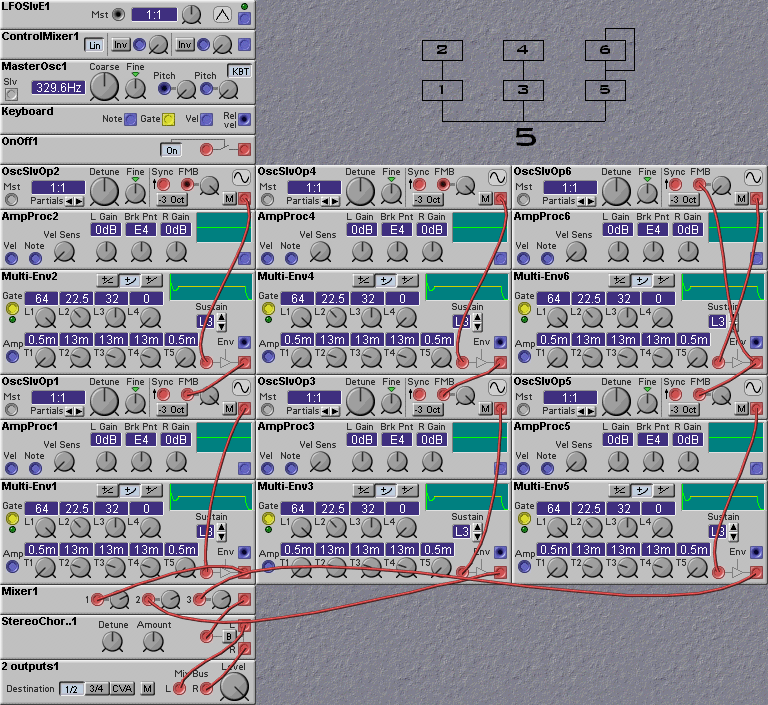 LFOSlvE1
Mst 1:1
ControlMixer1
Lin Inv Inv
MasterOsc1 Coarse Fine KBT
Slv 329.6Hz Pitch Pitch
Keyboard
Note Gate Vel Rel vel
OnOff1
On
2 4 6
1 3 5
5
OscSlvOp2 Detune Fine Sync FMB
Mst 1:1
Partials -3 Oct M
AmpProc2 L Gain Brk Pnt R Gain
0dB E4 0dB
Vel Note Vel Sens
Multi-Env2
Gate 64 22.5 32 0
L1 L2 L3 L4 Sustain
L3
0.5m 13m 13m 13m 0.5m Env
Amp T1 T2 T3 T4 T5
OscSlvOp4 Detune Fine Sync FMB
Mst 1:1
Partials -3 Oct M
AmpProc4 L Gain Brk Pnt R Gain
0dB E4 0dB
Vel Note Vel Sens
Multi-Env4
Gate 64 22.5 32 0
L1 L2 L3 L4 Sustain
L3
0.5m 13m 13m 13m 0.5m Env
Amp T1 T2 T3 T4 T5
OscSlvOp6 Detune Fine Sync FMB
Mst 1:1
Partials -3 Oct M
AmpProc6 L Gain Brk Pnt R Gain
0dB E4 0dB
Vel Note Vel Sens
Multi-Env6
Gate 64 22.5 32 0
L1 L2 L3 L4 Sustain
L3
0.5m 13m 13m 13m 0.5m Env
Amp T1 T2 T3 T4 T5
OscSlvOp1 Detune Fine Sync FMB
Mst 1:1
Partials -3 Oct M
AmpProc1 L Gain Brk Pnt R Gain
0dB E4 0dB
Vel Note Vel Sens
Multi-Env1
Gate 64 22.5 32 0
L1 L2 L3 L4 Sustain
L3
0.5m 13m 13m 13m 0.5m Env
Amp T1 T2 T3 T4 T5
OscSlvOp3 Detune Fine Sync FMB
Mst 1:1
Partials -3 Oct M
AmpProc3 L Gain Brk Pnt R Gain
0dB E4 0dB
Vel Note Vel Sens
Multi-Env3
Gate 64 22.5 32 0
L1 L2 L3 L4 Sustain
L3
0.5m 13m 13m 13m 0.5m Env
Amp T1 T2 T3 T4 T5
OscSlvOp5 Detune Fine Sync FMB
Mst 1:1
Partials -3 Oct M
AmpProc5 L Gain Brk Pnt R Gain
0dB E4 0dB
Vel Note Vel Sens
Multi-Env5
Gate 64 22.5 32 0
L1 L2 L3 L4 Sustain
L3
0.5m 13m 13m 13m 0.5m Env
Amp T1 T2 T3 T4 T5
Mixer1
1 2 3
StereoChor..1 L
Detune Amount B
R
2 outputs1 Mix Bus Level
Destination 1/2 3/4 CVA M L R